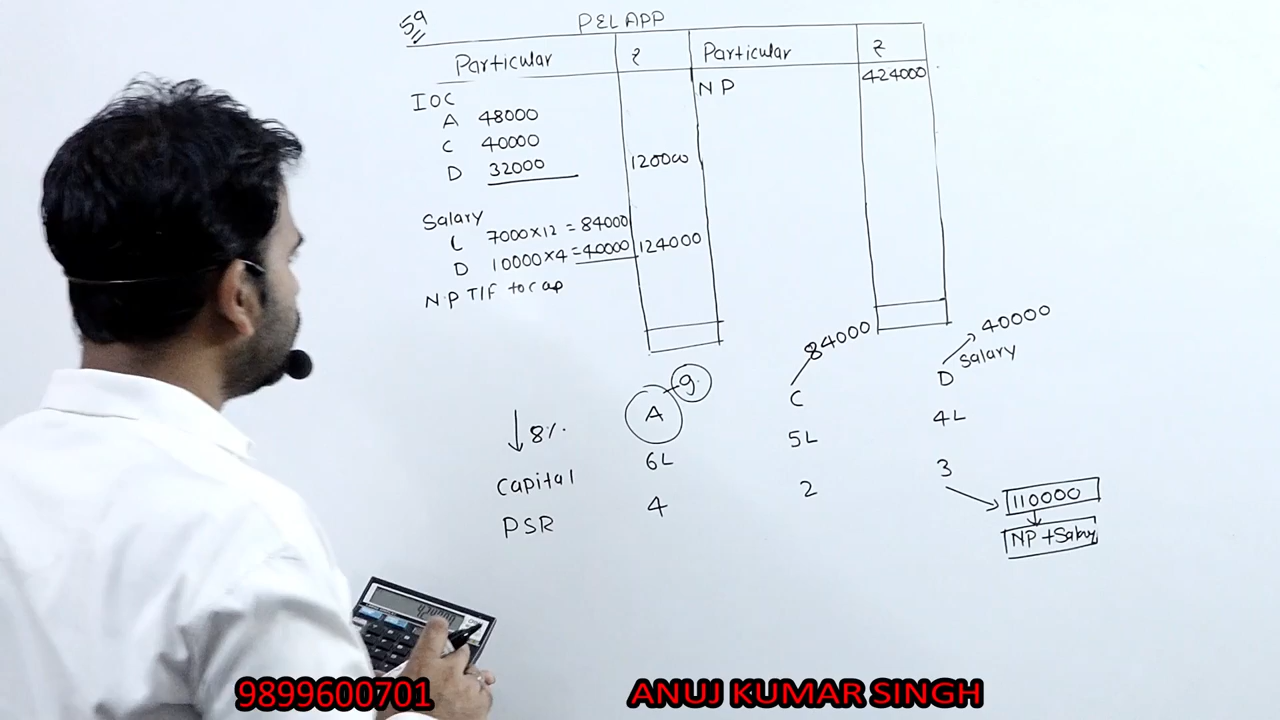 59
P&L APP
Particular ₹ Particular ₹
NP 424000
IOC
A 48000
C 40000
D 32000 120000
Salary
C 7000×12 = 84000
D 10000×4 = 40000 124000
N.P T/F to cap
84000 40000
Salary
A g. C D
↓ 8%.
Capital 6L 5L 4L
PSR 4 2 3
110000
NP + Salary
9899600701 ANUJ KUMAR SINGH